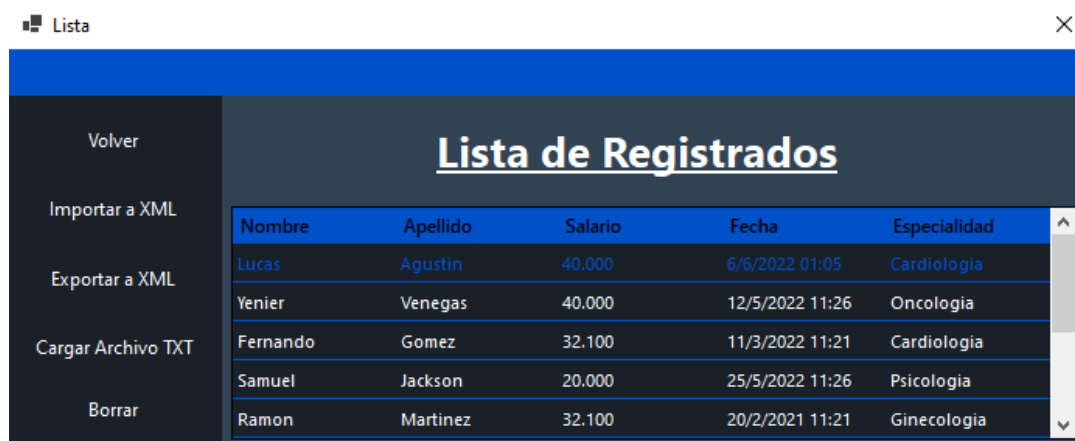 Lista
Volver
Importar a XML
Exportar a XML
Cargar Archivo TXT
Borrar
Lista de Registrados
Nombre Apellido Salario Fecha Especialidad
Lucas Agustin 40.000 6/6/2022 01:05 Cardiologia
Yenier Venegas 40.000 12/5/2022 11:26 Oncologia
Fernando Gomez 32.100 11/3/2022 11:21 Cardiologia
Samuel Jackson 20.000 25/5/2022 11:26 Psicologia
Ramon Martinez 32.100 20/2/2021 11:21 Ginecologia